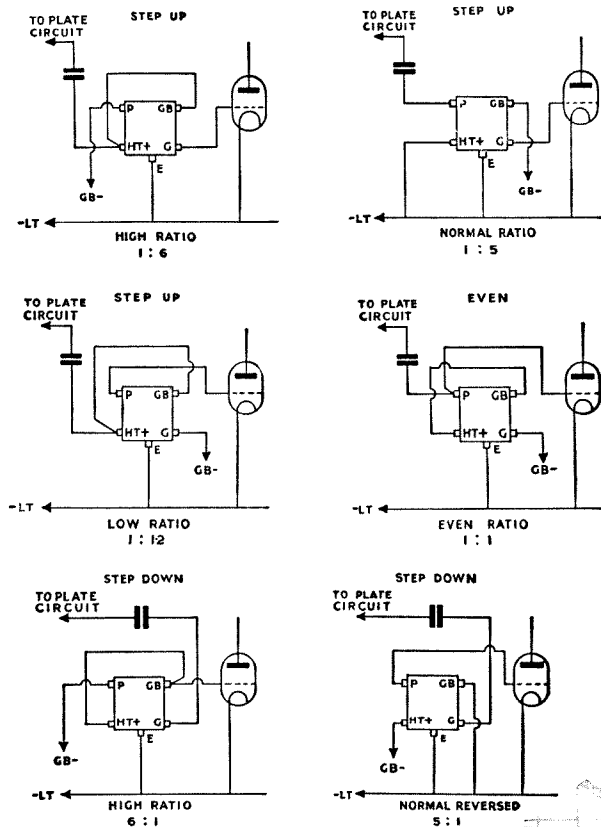 STEP UP
TO PLATE
CIRCUIT
P
GB
HT+
G
E
GB-
-LT
HIGH RATIO
1 : 6
STEP UP
TO PLATE
CIRCUIT
P
GB
HT+
G
E
GB-
-LT
NORMAL RATIO
1 : 5
STEP UP
TO PLATE
CIRCUIT
P
GB
HT+
G
E
GB-
-LT
LOW RATIO
1 : 1·2
EVEN
TO PLATE
CIRCUIT
P
GB
HT+
G
E
GB-
-LT
EVEN RATIO
1 : 1
STEP DOWN
TO PLATE
CIRCUIT
P
GB
HT+
G
E
GB-
-LT
HIGH RATIO
6 : 1
STEP DOWN
TO PLATE
CIRCUIT
P
GB
HT+
G
E
GB-
-LT
NORMAL REVERSED
5 : 1